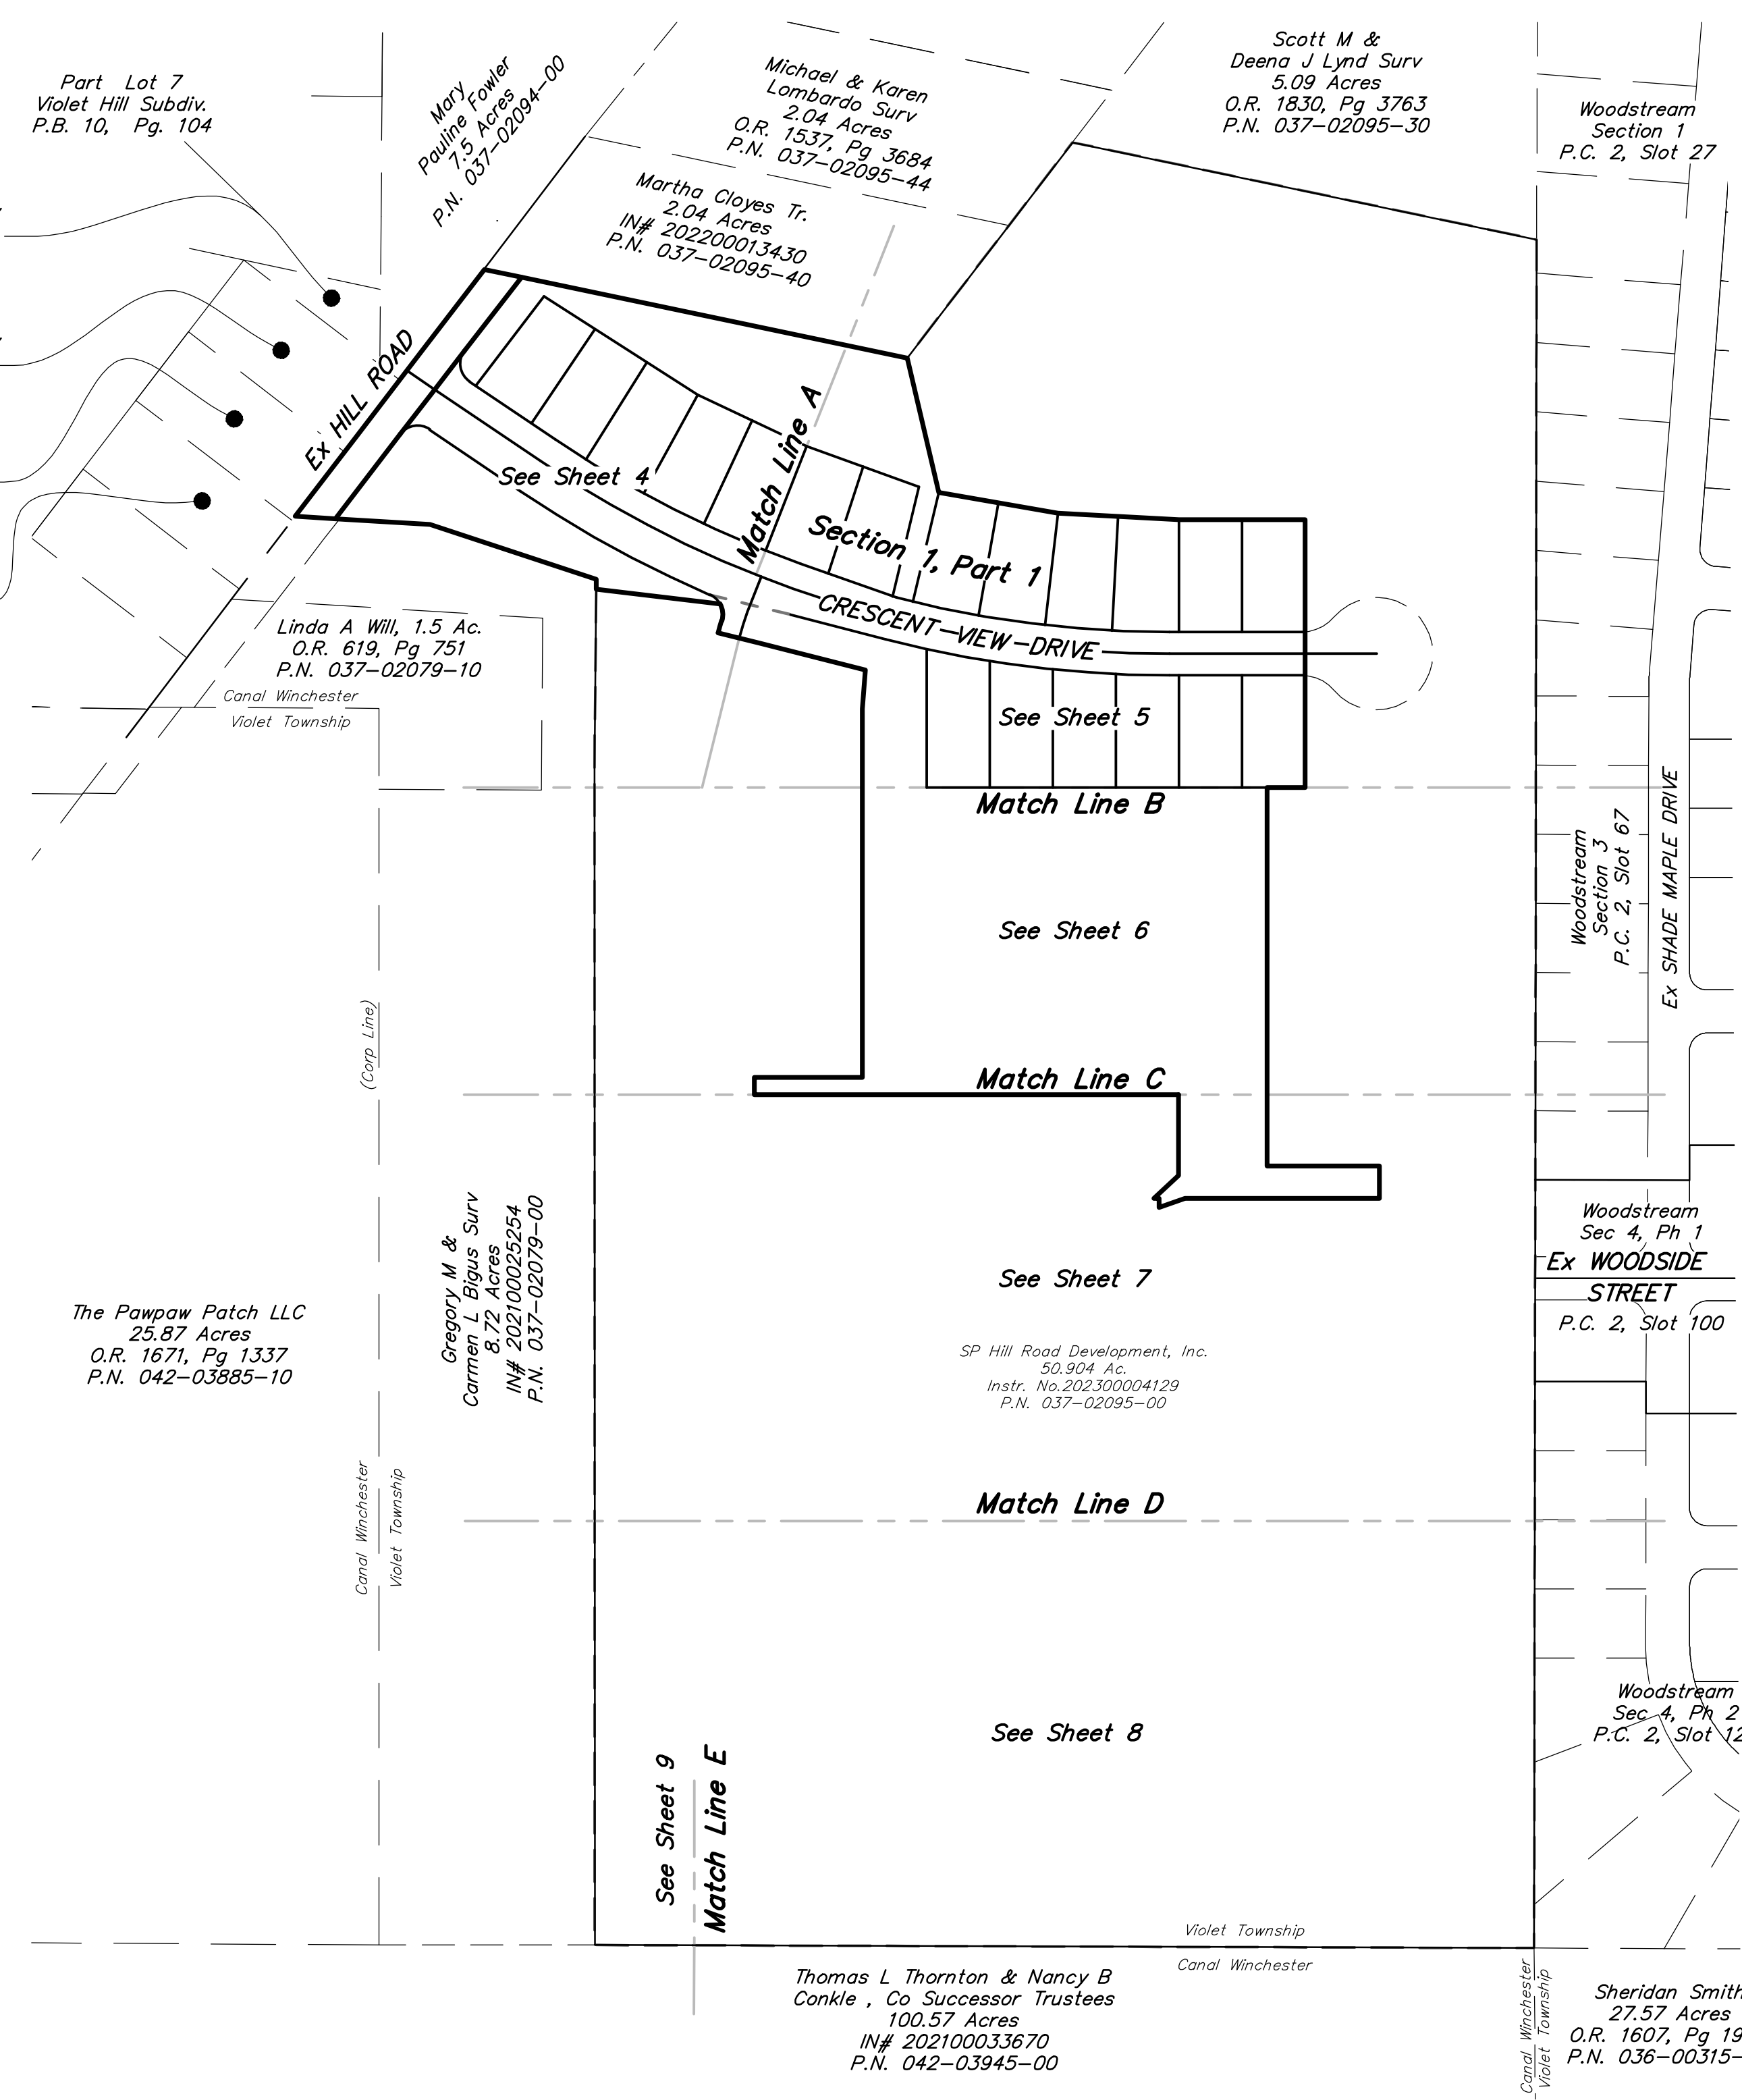 Part Lot 7
Violet Hill Subdiv.
P.B. 10, Pg. 104
Mary
Pauline Fowler
7.5 Acres
P.N. 037-02094-00
Michael & Karen
Lombardo Surv
2.04 Acres
O.R. 1537, Pg 3684
P.N. 037-02095-44
Scott M &
Deena J Lynd Surv
5.09 Acres
O.R. 1830, Pg 3763
P.N. 037-02095-30
Woodstream
Section 1
P.C. 2, Slot 27
Martha Cloyes Tr.
2.04 Acres
IN# 202200013430
P.N. 037-02095-40
Ex HILL ROAD
See Sheet 4
Match Line A
Section 1, Part 1
CRESCENT-VIEW-DRIVE
Linda A Will, 1.5 Ac.
O.R. 619, Pg 751
P.N. 037-02079-10
Canal Winchester
Violet Township
See Sheet 5
Match Line B
Woodstream
Section 3
P.C. 2, Slot 67
Ex SHADE MAPLE DRIVE
See Sheet 6
(Corp Line)
Match Line C
Gregory M &
Carmen L Bigus Surv
8.72 Acres
IN# 202100025254
P.N. 037-02079-00
Woodstream
Sec 4, Ph 1
Ex WOODSIDE
STREET
P.C. 2, Slot 100
See Sheet 7
The Pawpaw Patch LLC
25.87 Acres
O.R. 1671, Pg 1337
P.N. 042-03885-10
SP Hill Road Development, Inc.
50.904 Ac.
Instr. No.202300004129
P.N. 037-02095-00
Canal Winchester
Violet Township
Match Line D
Woodstream
Sec 4, Ph 2
P.C. 2, Slot 12
See Sheet 8
See Sheet 9
Match Line E
Violet Township
Canal Winchester
Thomas L Thornton & Nancy B
Conkle , Co Successor Trustees
100.57 Acres
IN# 202100033670
P.N. 042-03945-00
Canal Winchester
Violet Township
Sheridan Smith
27.57 Acres
O.R. 1607, Pg 19
P.N. 036-00315-